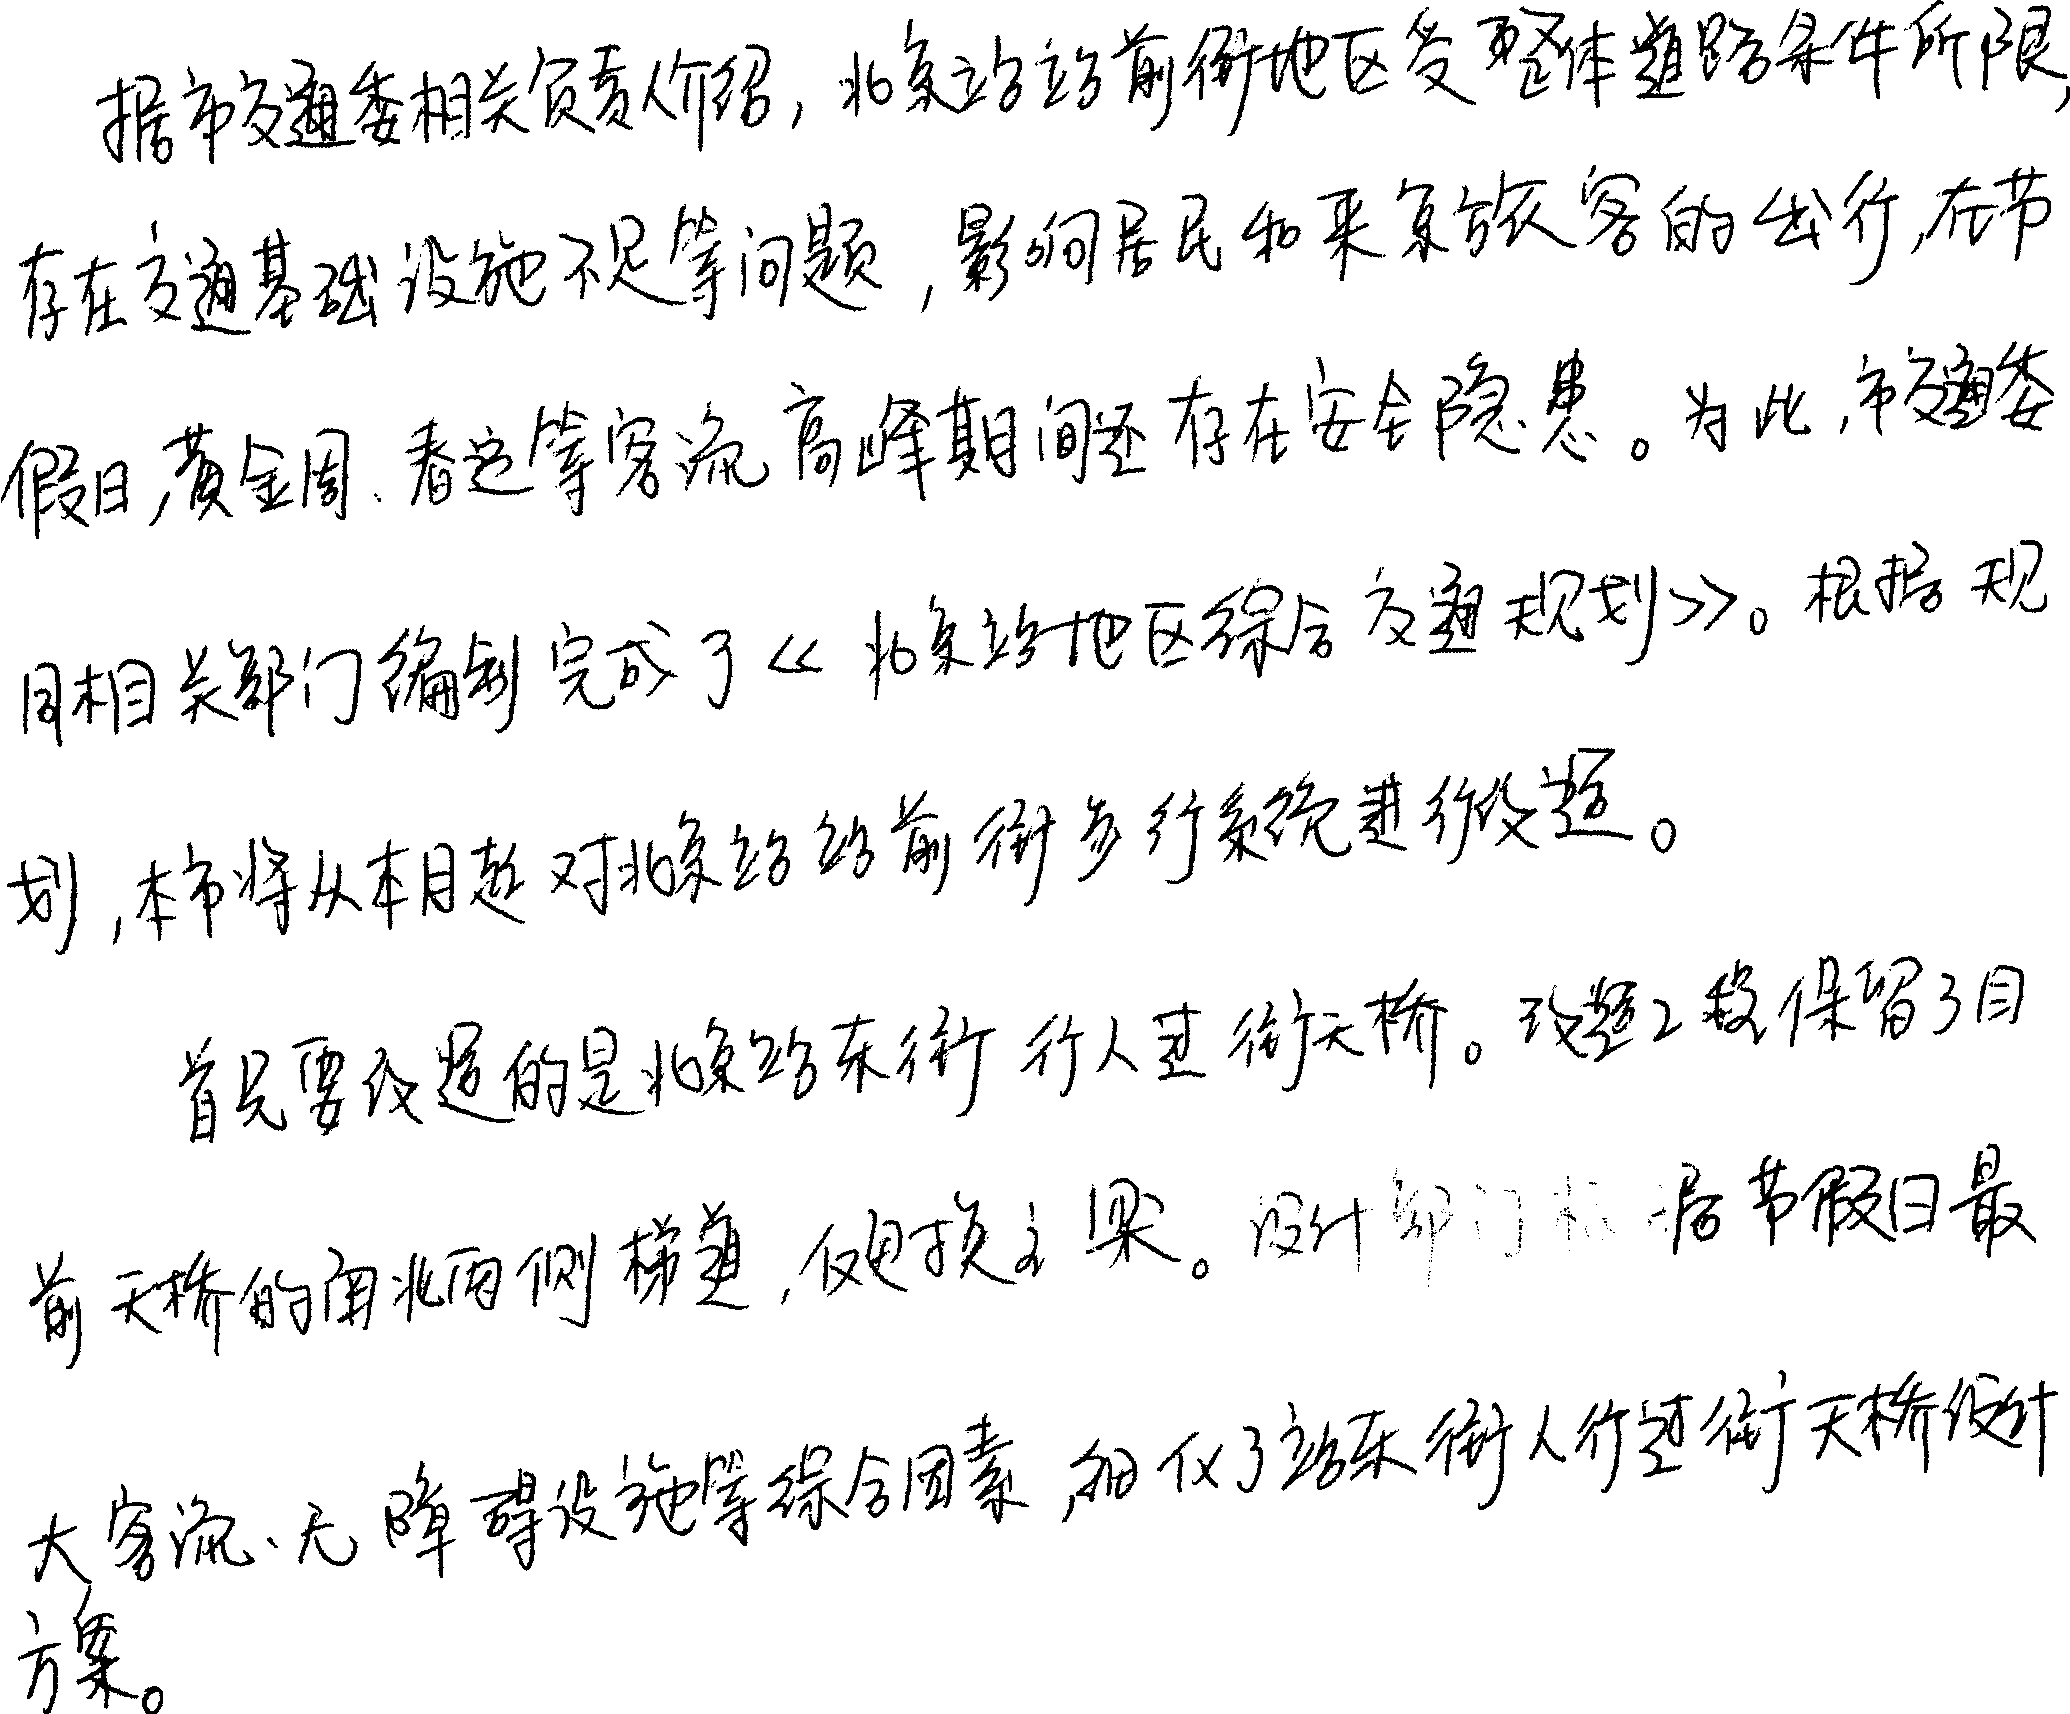 据市交通委相关负责人介绍，北京站站前街地区受整体道路条件所限，
存在交通基础设施不足等问题，影响居民和来京旅客的出行，在节
假日，黄金周、春运等客流高峰期间还存在安全隐患。为此，市交通委
同相关部门编制完成了《北京站地区综合交通规划》。根据规
划，本市将从本月起对北京站站前街步行系统进行改造。
首先要改造的是北京站东街行人过街天桥。改造工程保留了目
前天桥的南北两侧梯道，仅更换主梁。设计部门根据节假日最
大客流、无障碍设施等综合因素，细化了站东街人行过街天桥设计
方案。